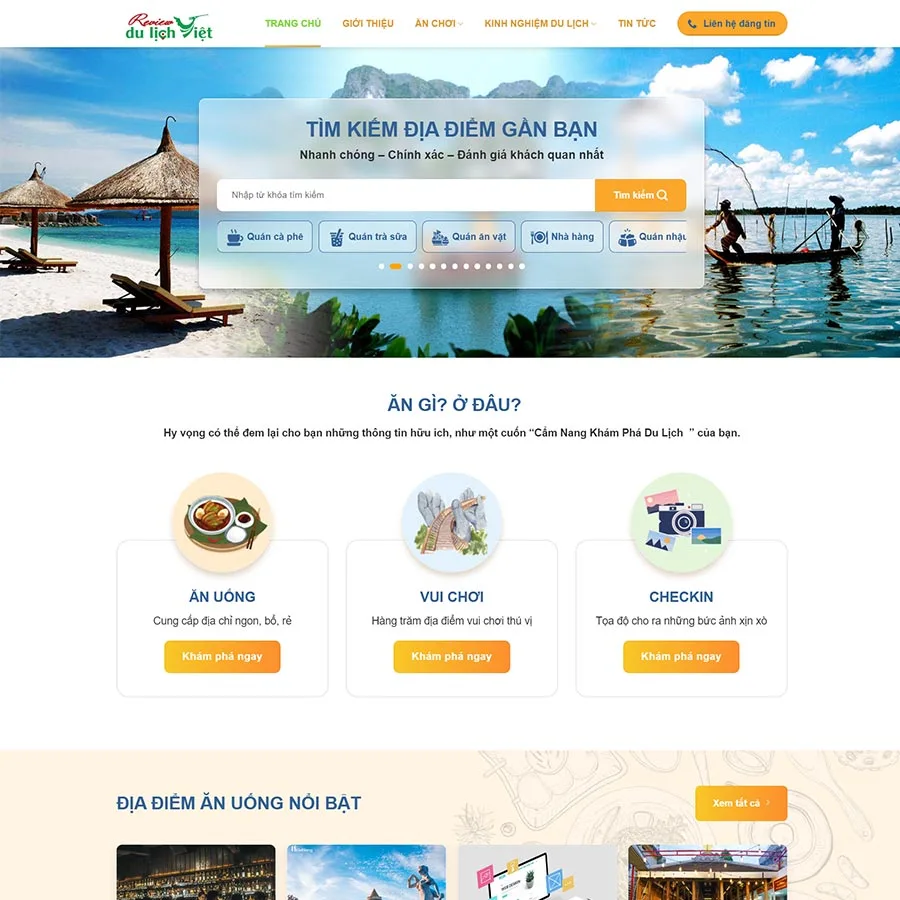 Review
du lịch Việt
TRANG CHỦ
GIỚI THIỆU
ĂN CHƠI
KINH NGHIỆM DU LỊCH
TIN TỨC
Liên hệ đăng tin
TÌM KIẾM ĐỊA ĐIỂM GẦN BẠN
Nhanh chóng – Chính xác – Đánh giá khách quan nhất
Nhập từ khóa tìm kiếm
Tìm kiếm
Quán cà phê
Quán trà sữa
Quán ăn vặt
Nhà hàng
Quán nhậu
ĂN GÌ? Ở ĐÂU?
Hy vọng có thể đem lại cho bạn những thông tin hữu ích, như một cuốn “Cẩm Nang Khám Phá Du Lịch ” của bạn.
ĂN UỐNG
Cung cấp địa chỉ ngon, bổ, rẻ
Khám phá ngay
VUI CHƠI
Hàng trăm địa điểm vui chơi thú vị
Khám phá ngay
CHECKIN
Tọa độ cho ra những bức ảnh xịn xò
Khám phá ngay
ĐỊA ĐIỂM ĂN UỐNG NỔI BẬT
Xem tất cả